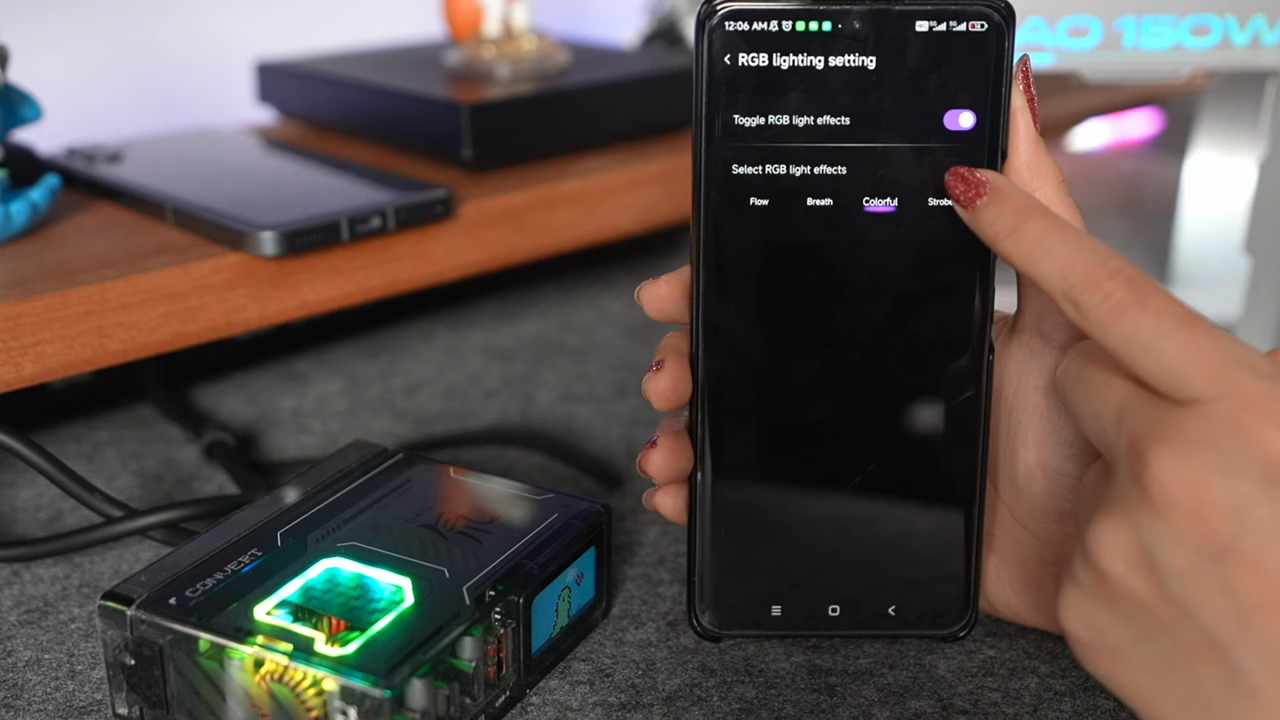 12:06 AM
AO 150W
RGB lighting setting
Toggle RGB light effects
Select RGB light effects
Flow Breath Colorful Strobe
CONVERT